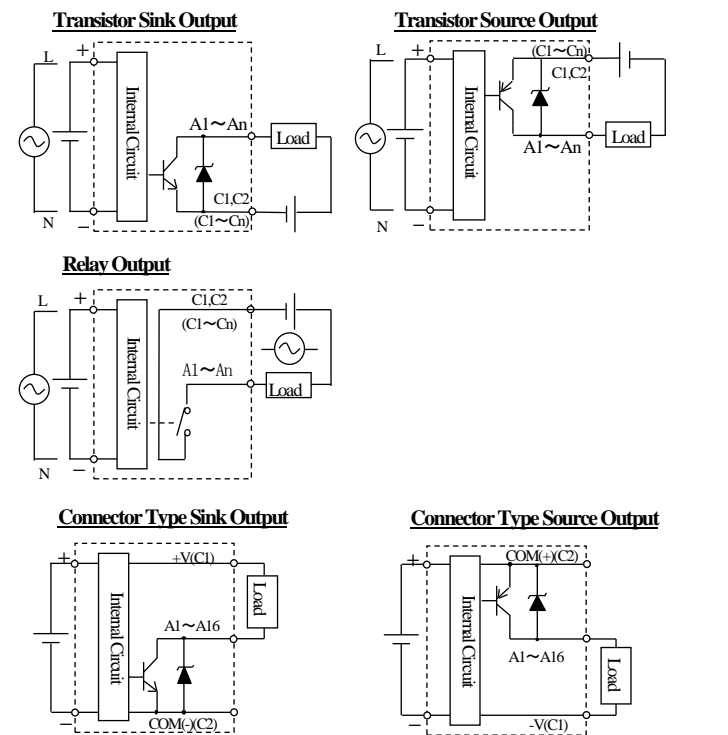 Transistor Sink Output
L
+
Internal Circuit
A1～An
Load
C1,C2
(C1～Cn)
N
−
Transistor Source Output
L
+
(C1～Cn)
C1,C2
Internal Circuit
A1～An
Load
N
−
Relay Output
L
+
C1,C2
(C1～Cn)
Internal Circuit
A1～An
Load
N
−
Connector Type Sink Output
+
+V(C1)
Load
Internal Circuit
A1～A16
−
COM(-)(C2)
Connector Type Source Output
+
COM(+)(C2)
Internal Circuit
A1～A16
Load
−
-V(C1)